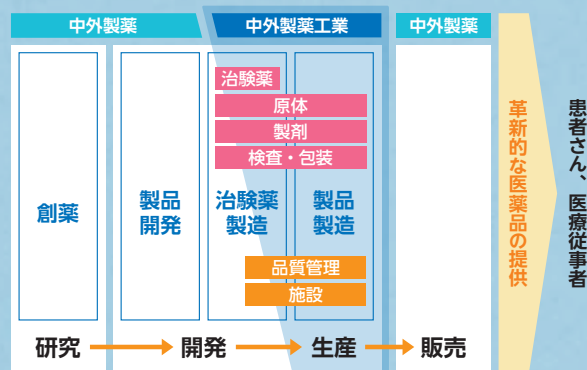 中外製薬
中外製薬工業
中外製薬
治験薬
原体
製剤
検査・包装
創薬
製品
開発
治験薬
製造
製品
製造
品質管理
施設
研究
開発
生産
販売
革新的な医薬品の提供
患者さん、医療従事者